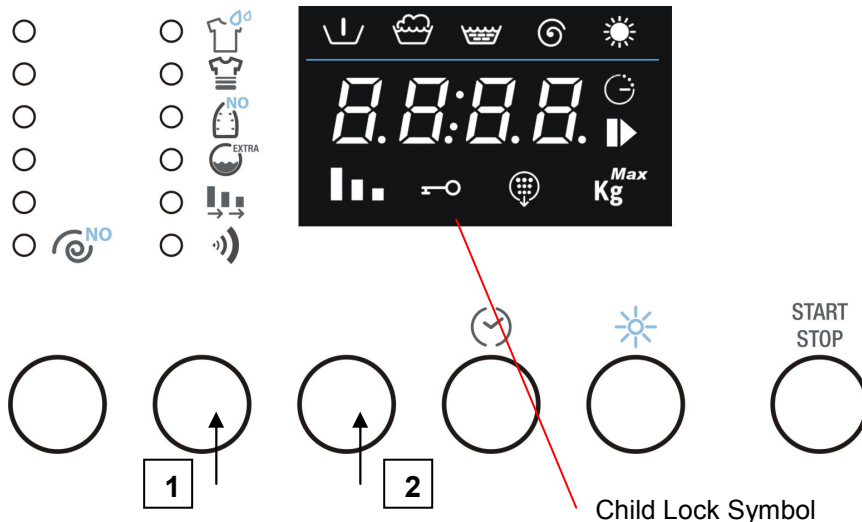 NO
EXTRA
NO
8.8:8.8.
Max
Kg
START
STOP
1
2
Child Lock Symbol